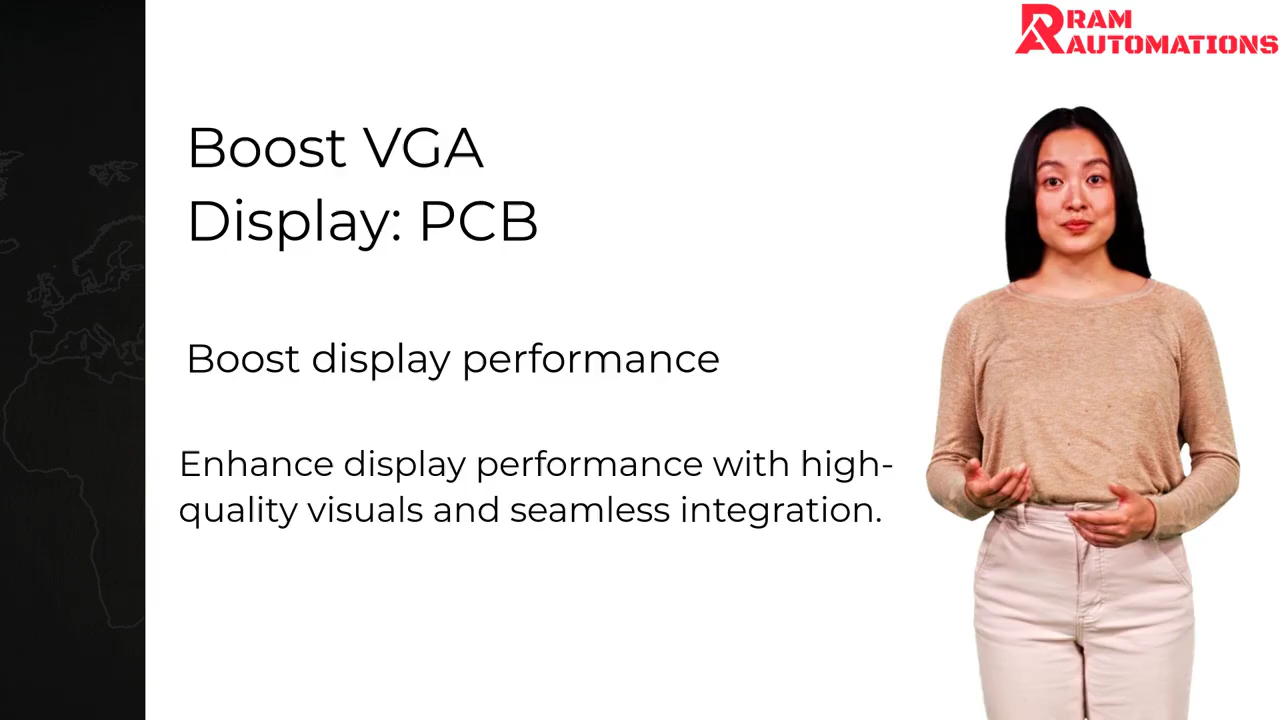 RAM
AUTOMATIONS
Boost VGA
Display: PCB
Boost display performance
Enhance display performance with high-
quality visuals and seamless integration.